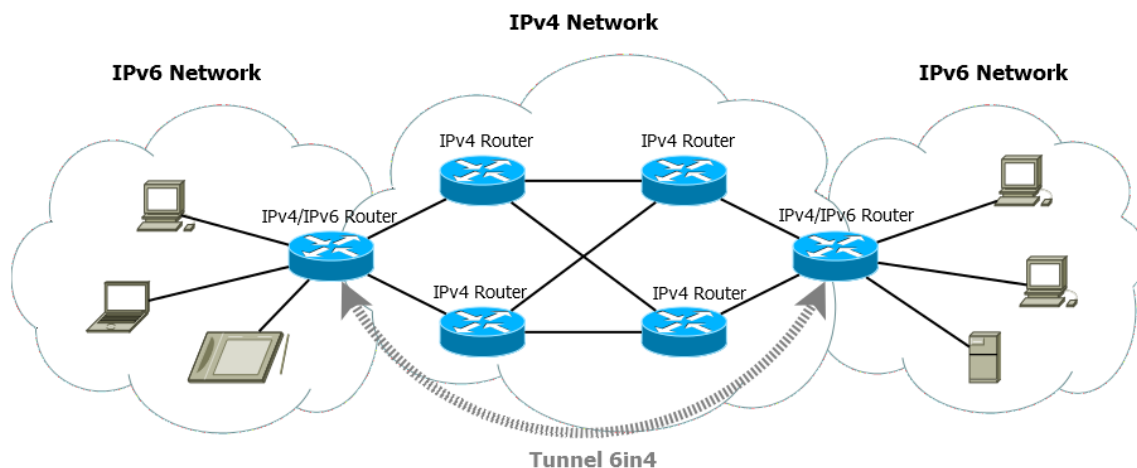 IPv4 Network
IPv6 Network
IPv6 Network
IPv4 Router
IPv4 Router
IPv4/IPv6 Router
IPv4/IPv6 Router
IPv4 Router
IPv4 Router
Tunnel 6in4